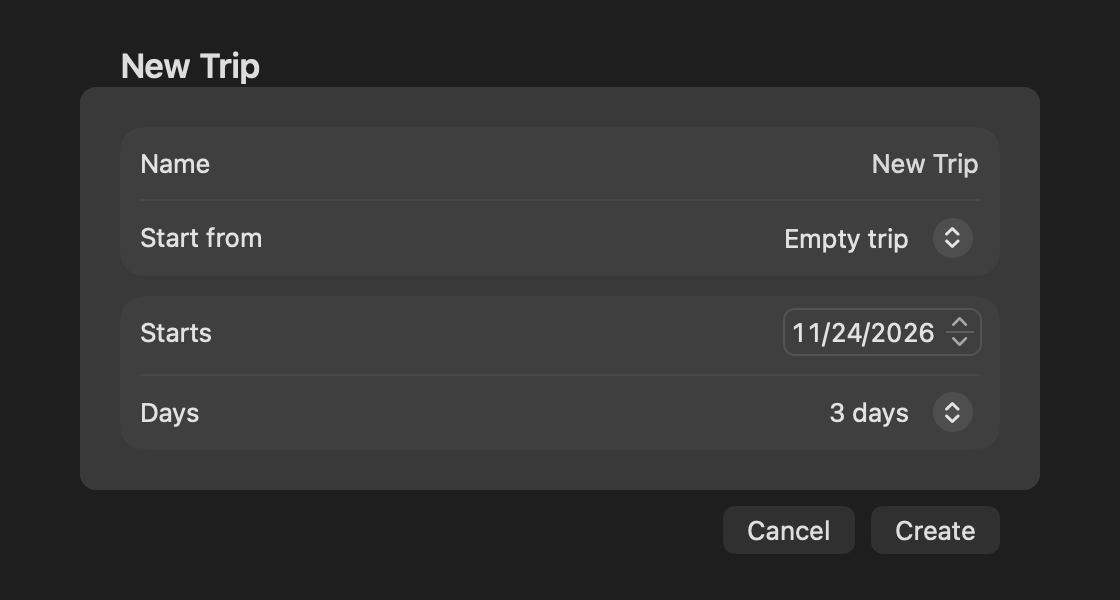 New Trip
Name New Trip
Start from Empty trip
Starts 11/24/2026
Days 3 days
Cancel Create